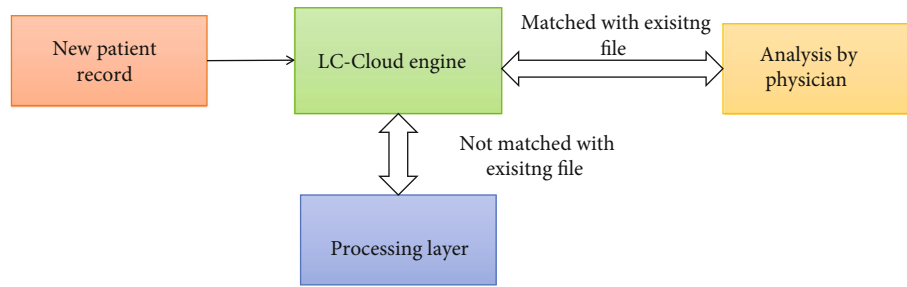 New patient
record
LC-Cloud engine
Matched with exisitng
file
Analysis by
physician
Not matched with
exisitng file
Processing layer